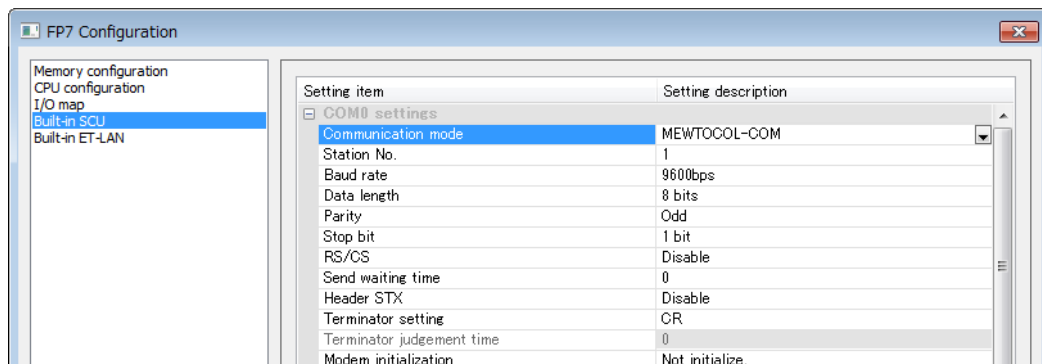 FP7 Configuration
Memory configuration
CPU configuration
I/O map
Built-in SCU
Built-in ET-LAN
Setting item Setting description
COM0 settings
Communication mode MEWTOCOL-COM
Station No. 1
Baud rate 9600bps
Data length 8 bits
Parity Odd
Stop bit 1 bit
RS/CS Disable
Send waiting time 0
Header STX Disable
Terminator setting CR
Terminator judgement time 0
Modem initialization Not initialize.